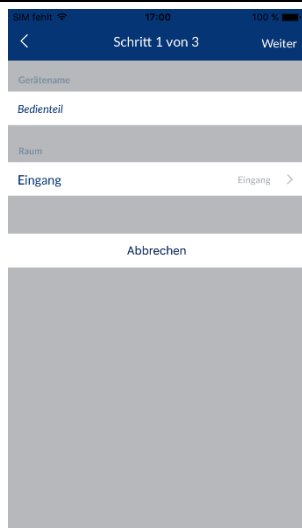 SIM fehlt 17:00 100 %
Schritt 1 von 3 Weiter
Gerätename
Bedienteil
Raum
Eingang Eingang
Abbrechen